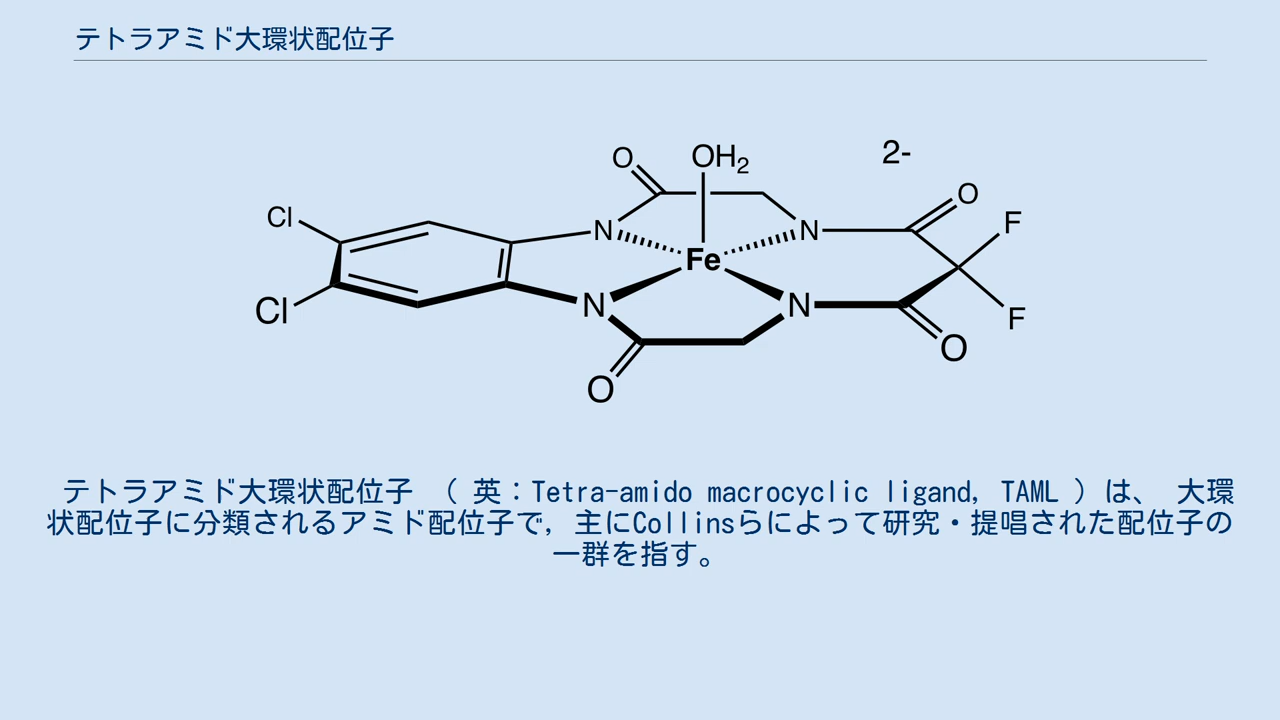 テトラアミド大環状配位子
O
OH2
2-
O
Cl
F
N
N
Fe
Cl
N
N
F
O
O
テトラアミド大環状配位子 ( 英：Tetra-amido macrocyclic ligand, TAML ) は、 大環
状配位子に分類されるアミド配位子で, 主にCollinsらによって研究・提唱された配位子の
一群を指す。